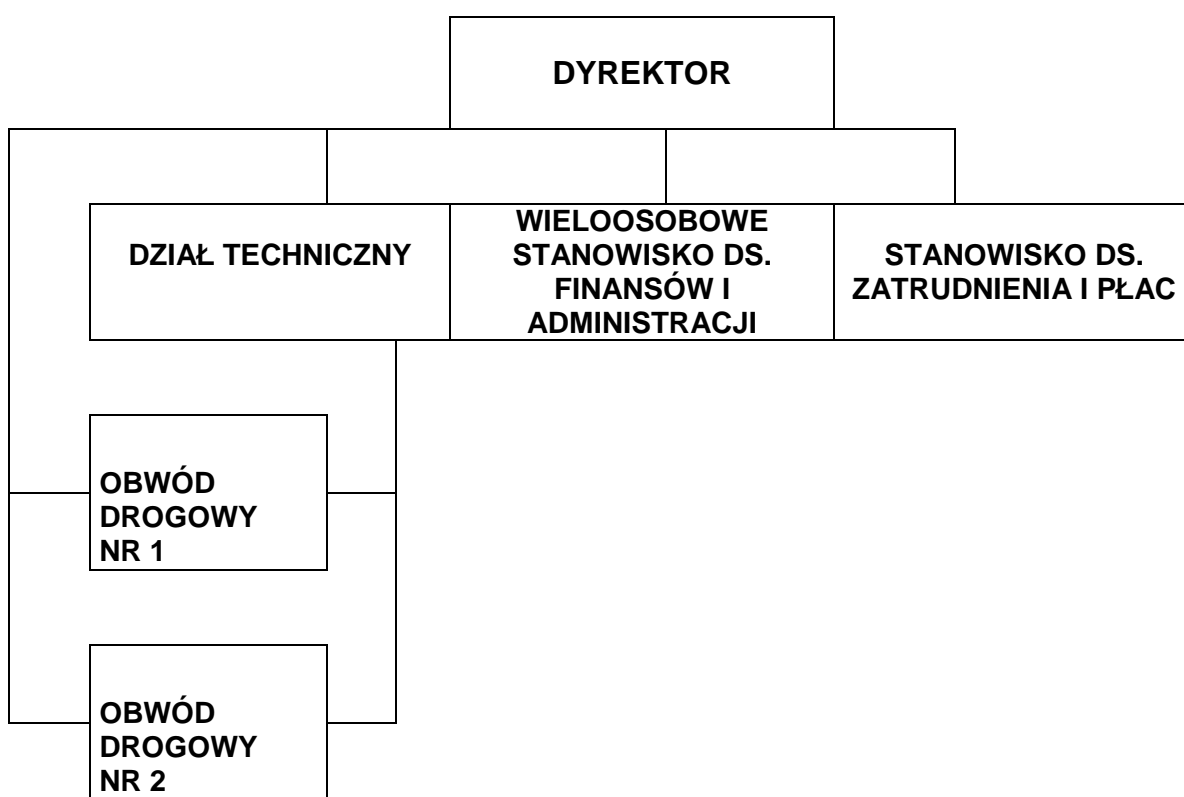 DYREKTOR
DZIAŁ TECHNICZNY
WIELOOSOBOWE
STANOWISKO DS.
FINANSÓW I
ADMINISTRACJI
STANOWISKO DS.
ZATRUDNIENIA I PŁAC
OBWÓD
DROGOWY
NR 1
OBWÓD
DROGOWY
NR 2